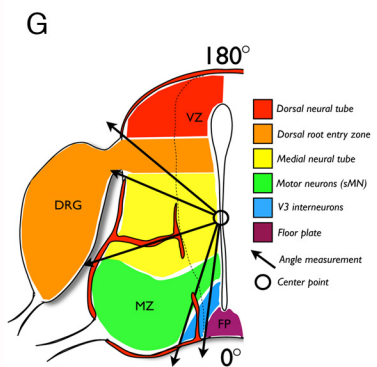 G
180°
VZ
DRG
MZ
FP
0°
Dorsal neural tube
Dorsal root entry zone
Medial neural tube
Motor neurons (sMN)
V3 interneurons
Floor plate
Angle measurement
Center point